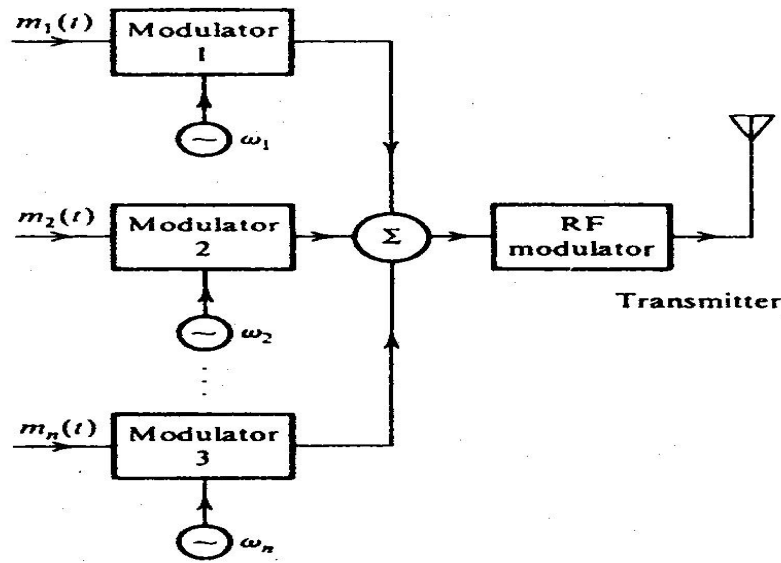 m₁(t)
Modulator
1
ω₁
m₂(t)
Modulator
2
Σ
RF
modulator
ω₂
Transmitter
mₙ(t)
Modulator
3
ωₙ